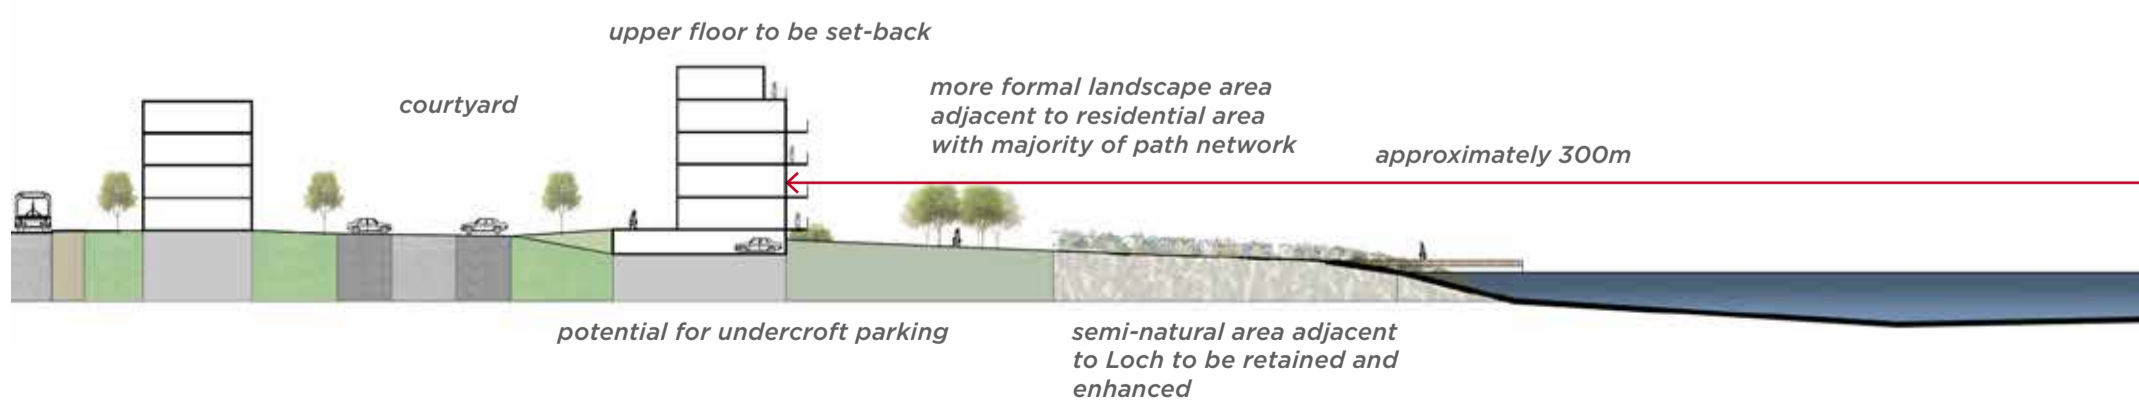 upper floor to be set-back
courtyard
more formal landscape area
adjacent to residential area
with majority of path network
approximately 300m
potential for undercroft parking
semi-natural area adjacent
to Loch to be retained and
enhanced